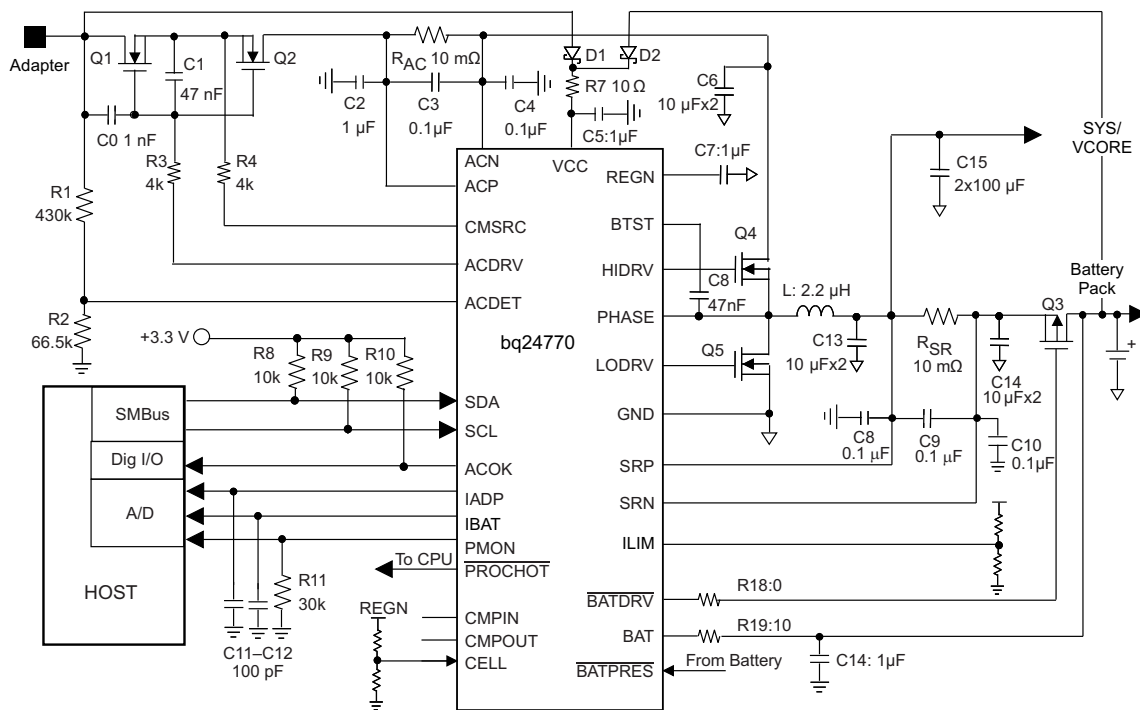 Adapter
Q1
C1
47 nF
Q2
RAC 10 mΩ
C2
1 µF
C3
0.1µF
C4
0.1µF
D1
D2
R7 10 Ω
C5:1µF
C6
10 µFx2
C0 1 nF
R3
4k
R4
4k
R1
430k
R2
66.5k
C7:1µF
C15
2x100 µF
SYS/
VCORE
ACN
VCC
ACP
CMSRC
ACDRV
ACDET
REGN
BTST
HIDRV
PHASE
LODRV
GND
SRP
SRN
ILIM
BATDRV
BAT
BATPRES
bq24770
Q4
C8
47nF
L: 2.2 µH
Q5
C13
10 µFx2
RSR
10 mΩ
Battery
Pack
Q3
+
C14
10 µFx2
C8
0.1 µF
C9
0.1 µF
C10
0.1µF
+3.3 V
R8
10k
R9
10k
R10
10k
SMBus
Dig I/O
A/D
HOST
SDA
SCL
ACOK
IADP
IBAT
PMON
PROCHOT
CMPIN
CMPOUT
CELL
To CPU
R11
30k
REGN
C11–C12
100 pF
R18:0
R19:10
C14: 1µF
From Battery